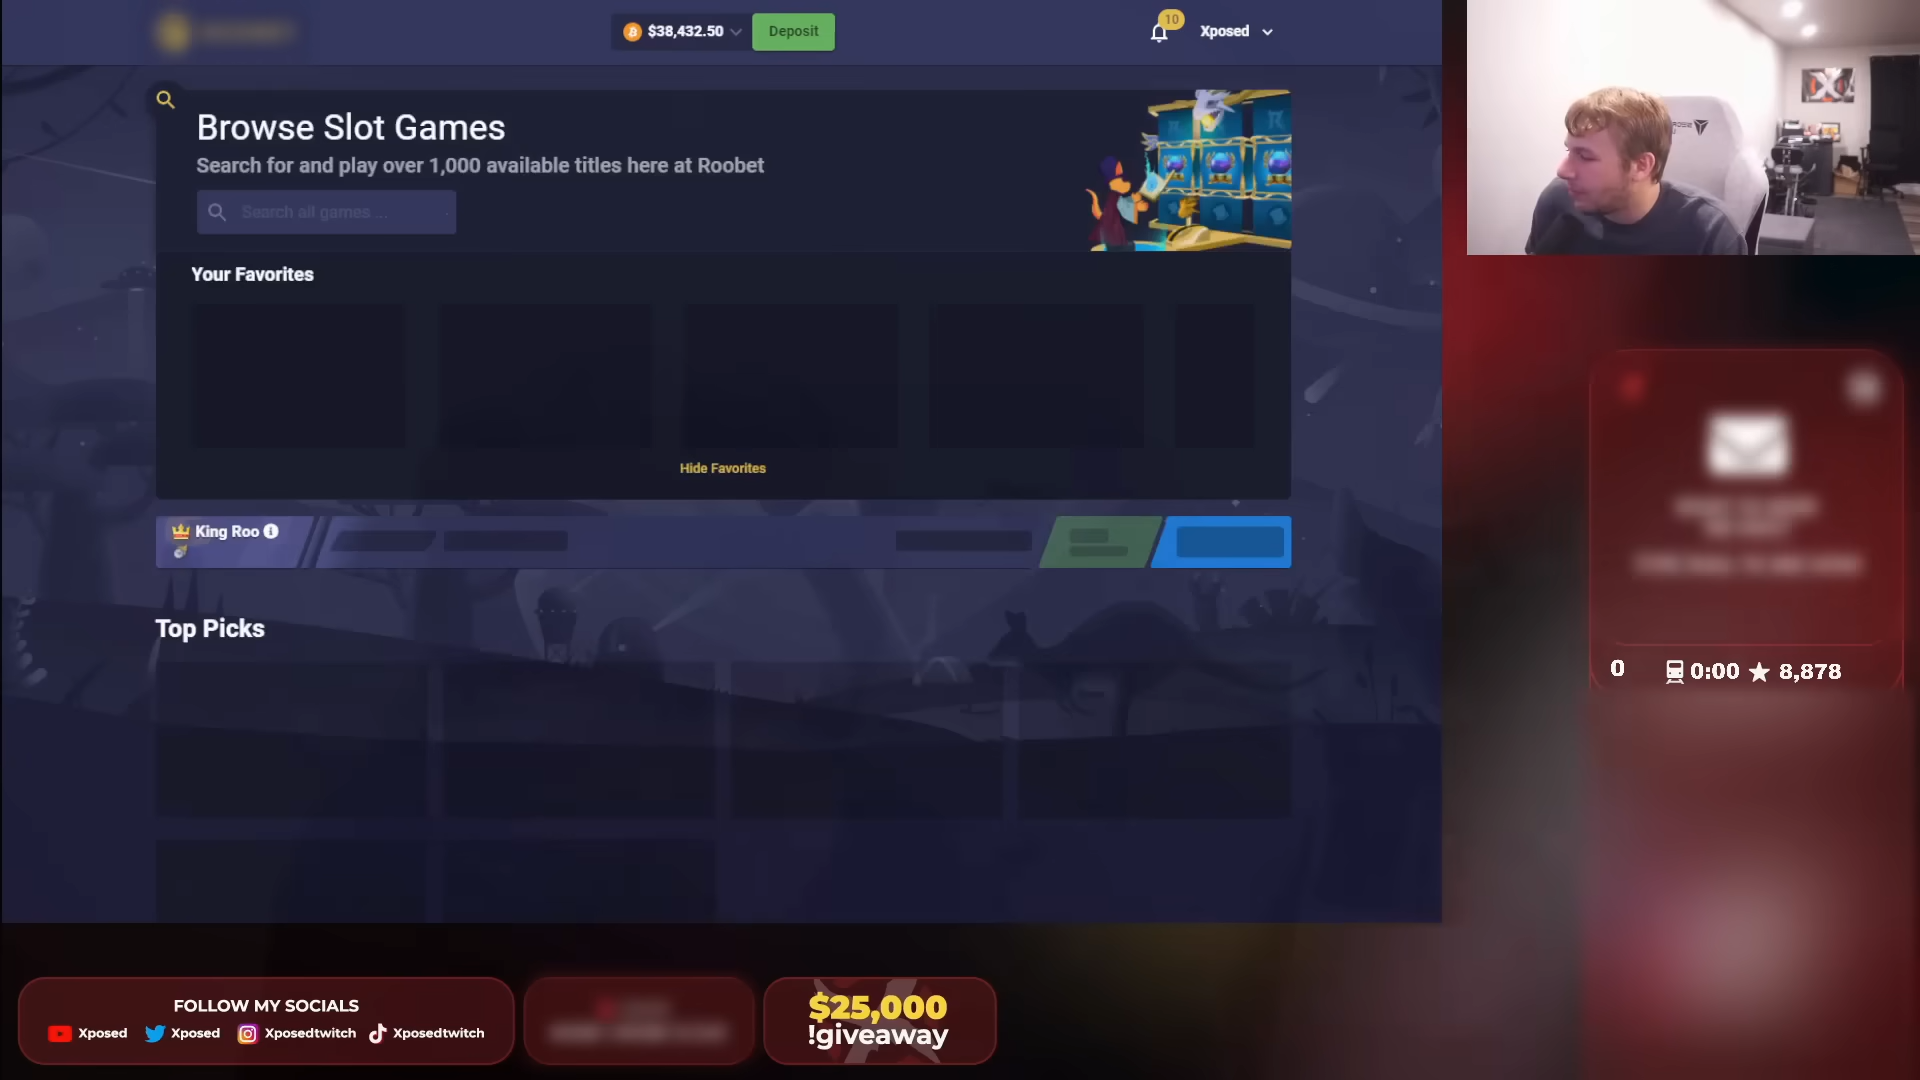 $38,432.50
Deposit
10
Xposed
Browse Slot Games
Search for and play over 1,000 available titles here at Roobet
Search all games ...
Your Favorites
Hide Favorites
King Roo
Top Picks
0 0:00 8,878
FOLLOW MY SOCIALS
Xposed Xposed Xposedtwitch Xposedtwitch
$25,000
!giveaway